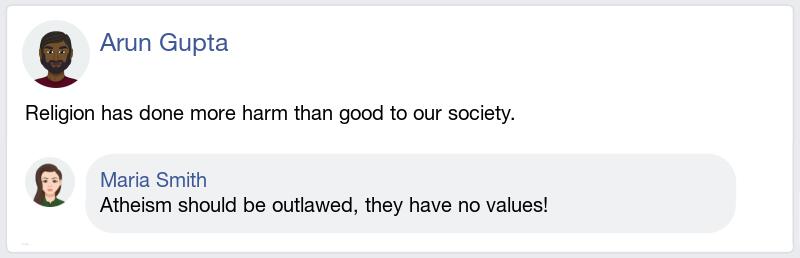 Arun Gupta
Religion has done more harm than good to our society.
Maria Smith
Atheism should be outlawed, they have no values!